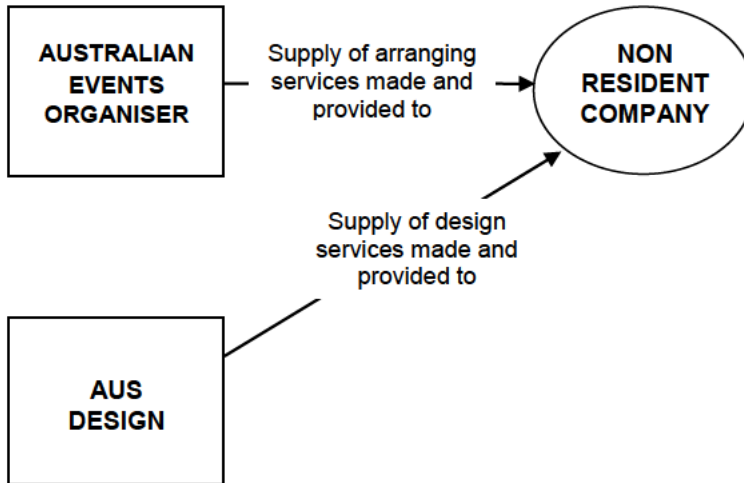 AUSTRALIAN
EVENTS
ORGANISER
Supply of arranging
services made and
provided to
NON
RESIDENT
COMPANY
Supply of design
services made and
provided to
AUS
DESIGN